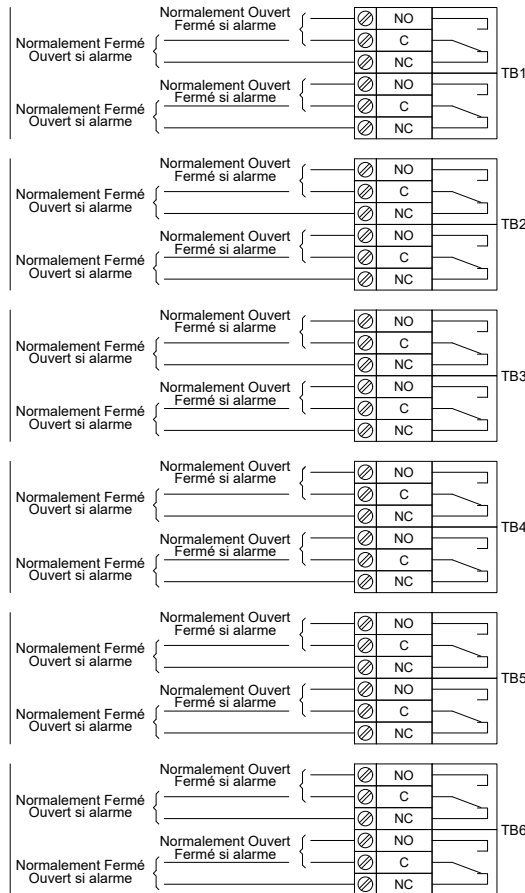 Normalement Ouvert
Fermé si alarme
NO
Normalement Fermé
Ouvert si alarme
C
NC
TB1
Normalement Ouvert
Fermé si alarme
NO
Normalement Fermé
Ouvert si alarme
C
NC
Normalement Ouvert
Fermé si alarme
NO
Normalement Fermé
Ouvert si alarme
C
NC
TB2
Normalement Ouvert
Fermé si alarme
NO
Normalement Fermé
Ouvert si alarme
C
NC
Normalement Ouvert
Fermé si alarme
NO
Normalement Fermé
Ouvert si alarme
C
NC
TB3
Normalement Ouvert
Fermé si alarme
NO
Normalement Fermé
Ouvert si alarme
C
NC
Normalement Ouvert
Fermé si alarme
NO
Normalement Fermé
Ouvert si alarme
C
NC
TB4
Normalement Ouvert
Fermé si alarme
NO
Normalement Fermé
Ouvert si alarme
C
NC
Normalement Ouvert
Fermé si alarme
NO
Normalement Fermé
Ouvert si alarme
C
NC
TB5
Normalement Ouvert
Fermé si alarme
NO
Normalement Fermé
Ouvert si alarme
C
NC
Normalement Ouvert
Fermé si alarme
NO
Normalement Fermé
Ouvert si alarme
C
NC
TB6
Normalement Ouvert
Fermé si alarme
NO
Normalement Fermé
Ouvert si alarme
C
NC